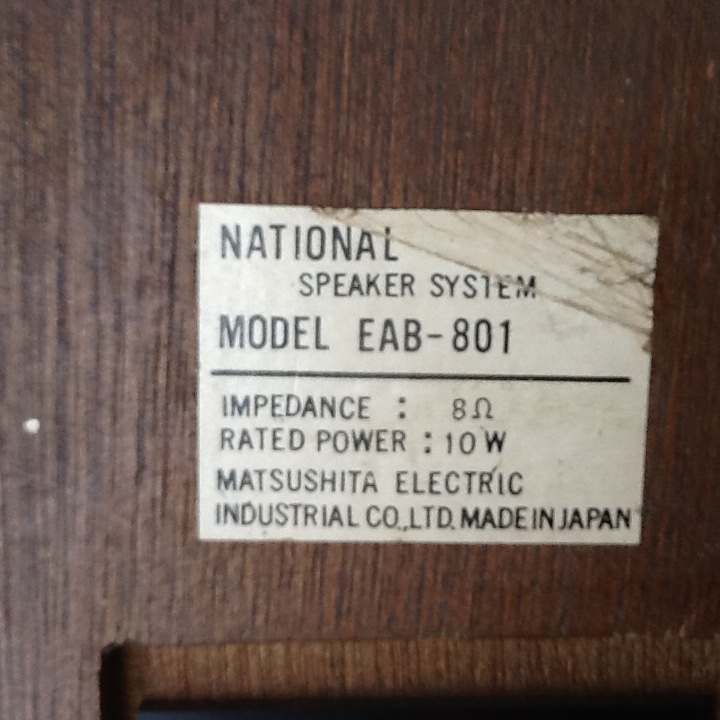 NATIONAL
SPEAKER SYSTEM
MODEL EAB-801
IMPEDANCE : 8Ω
RATED POWER : 10W
MATSUSHITA ELECTRIC
INDUSTRIAL CO.,LTD. MADE IN JAPAN